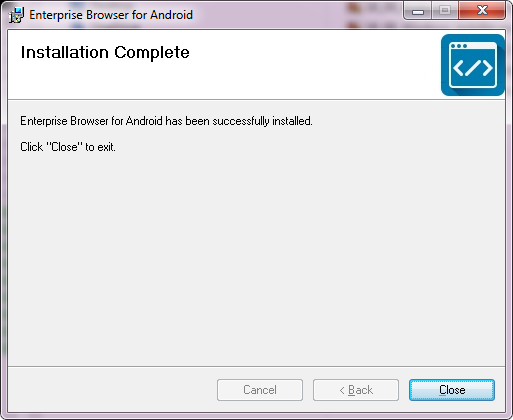 Enterprise Browser for Android
Installation Complete
</>
Enterprise Browser for Android has been successfully installed.
Click "Close" to exit.
Cancel
< Back
Close